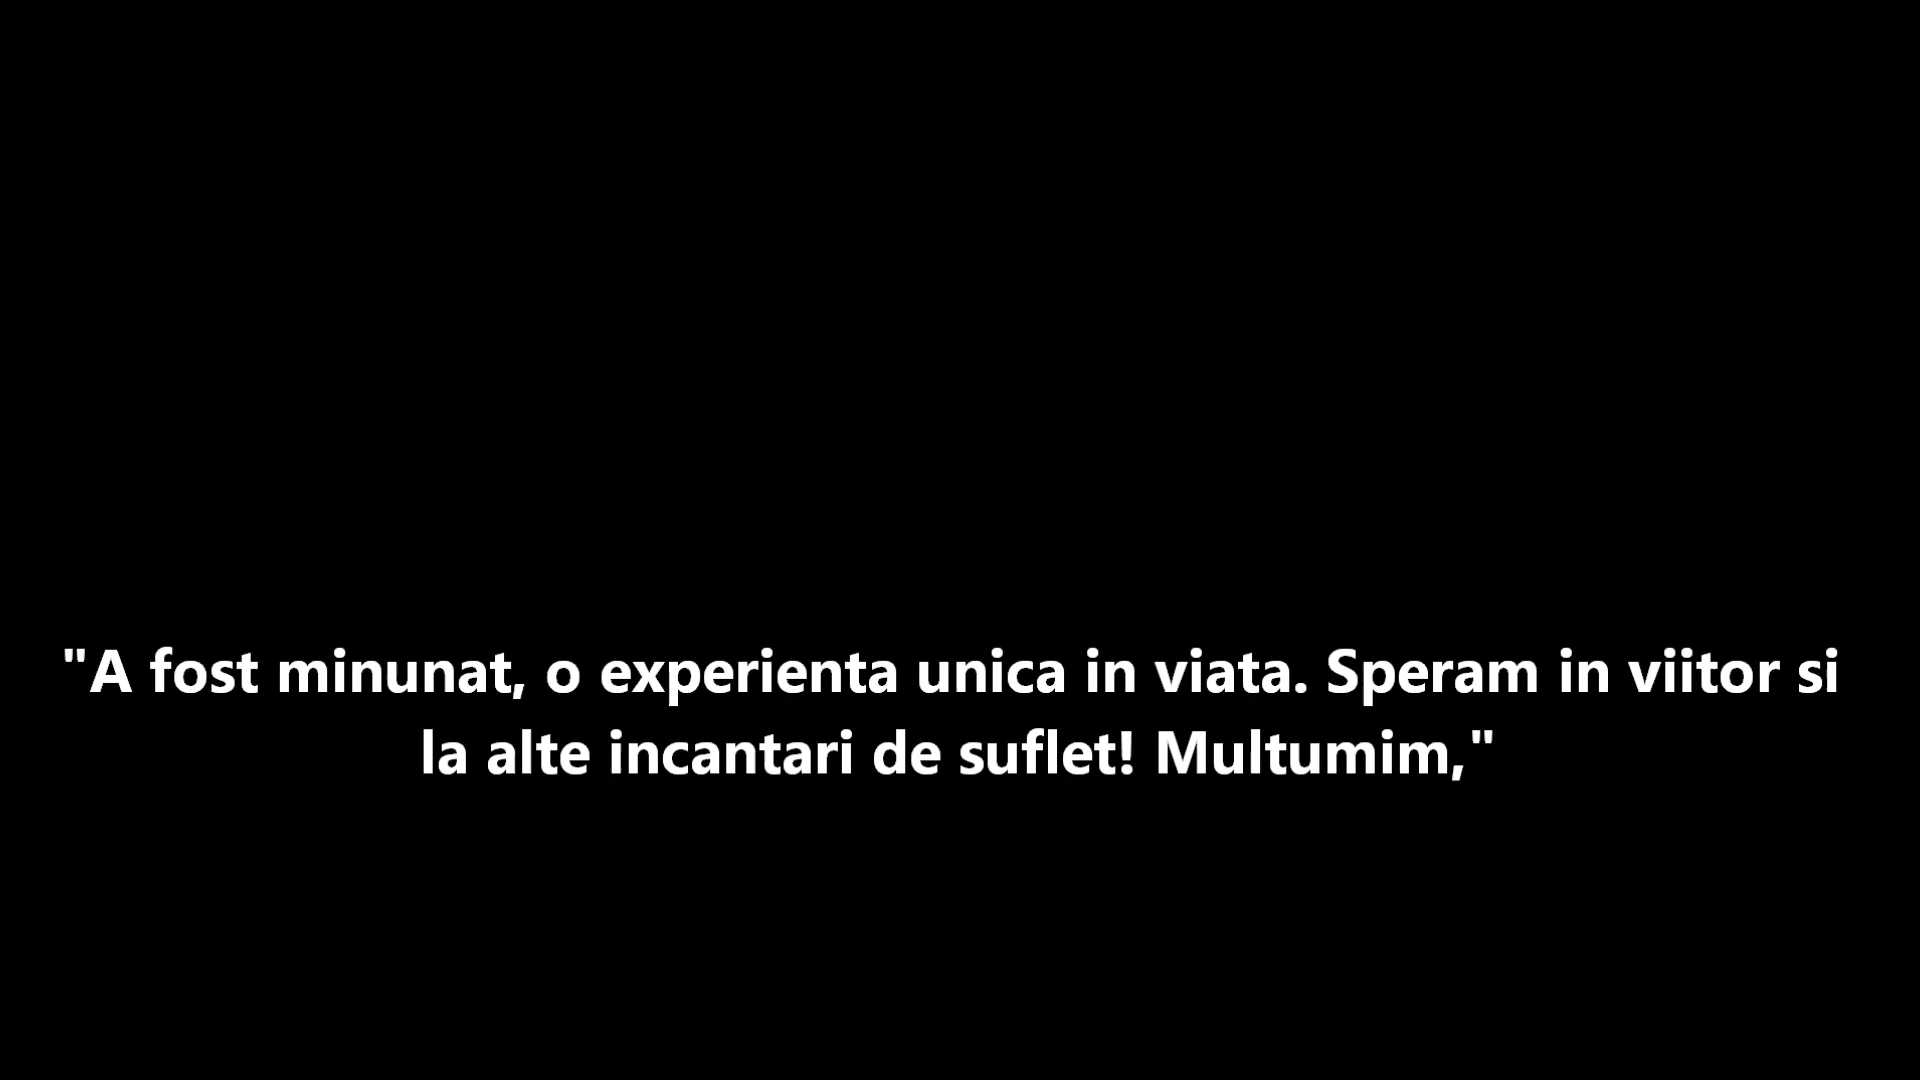 "A fost minunat, o experienta unica in viata. Speram in viitor si
la alte incantari de suflet! Multumim,"